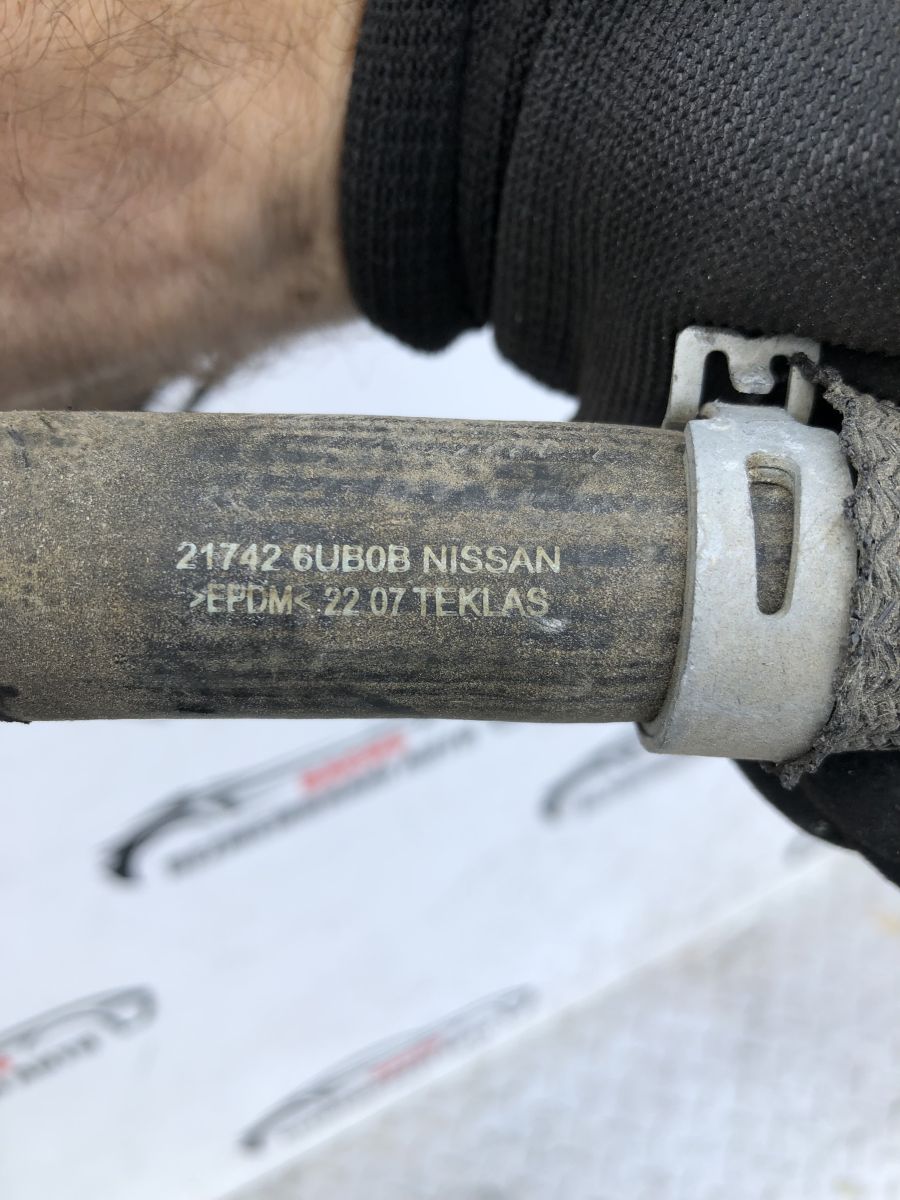 21742 6UB0B NISSAN
>EPDM< 22 07 TEKLAS